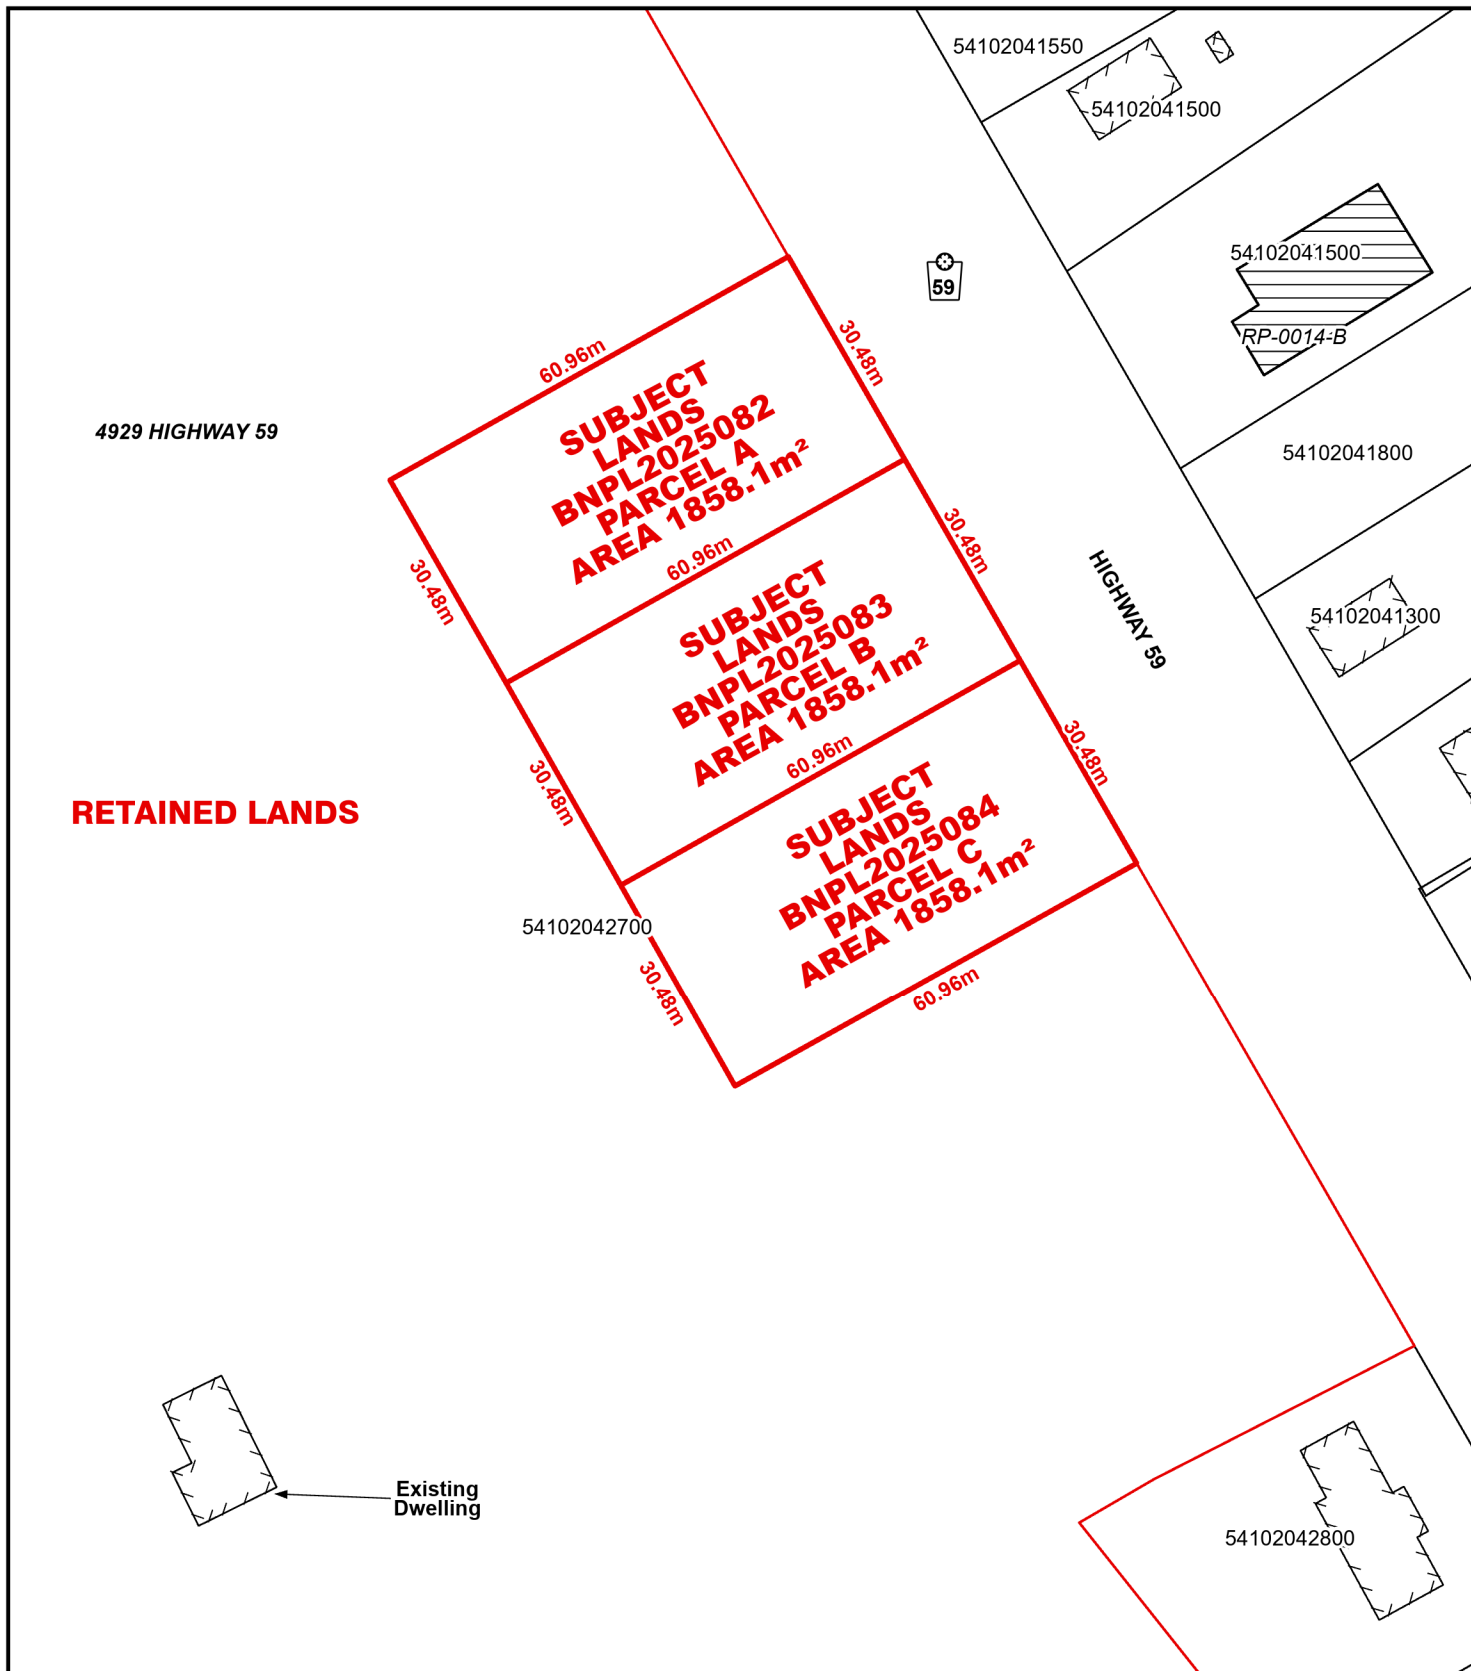 54102041550
54102041500
54102041500
RP-0014-B
59
60.96m
30.48m
4929 HIGHWAY 59
SUBJECT
LANDS
BNPL2025082
PARCEL A
AREA 1858.1m²
54102041800
30.48m
60.96m
30.48m
HIGHWAY 59
SUBJECT
LANDS
BNPL2025083
PARCEL B
AREA 1858.1m²
54102041300
30.48m
60.96m
30.48m
RETAINED LANDS
SUBJECT
LANDS
BNPL2025084
PARCEL C
AREA 1858.1m²
54102042700
30.48m
60.96m
Existing
Dwelling
54102042800